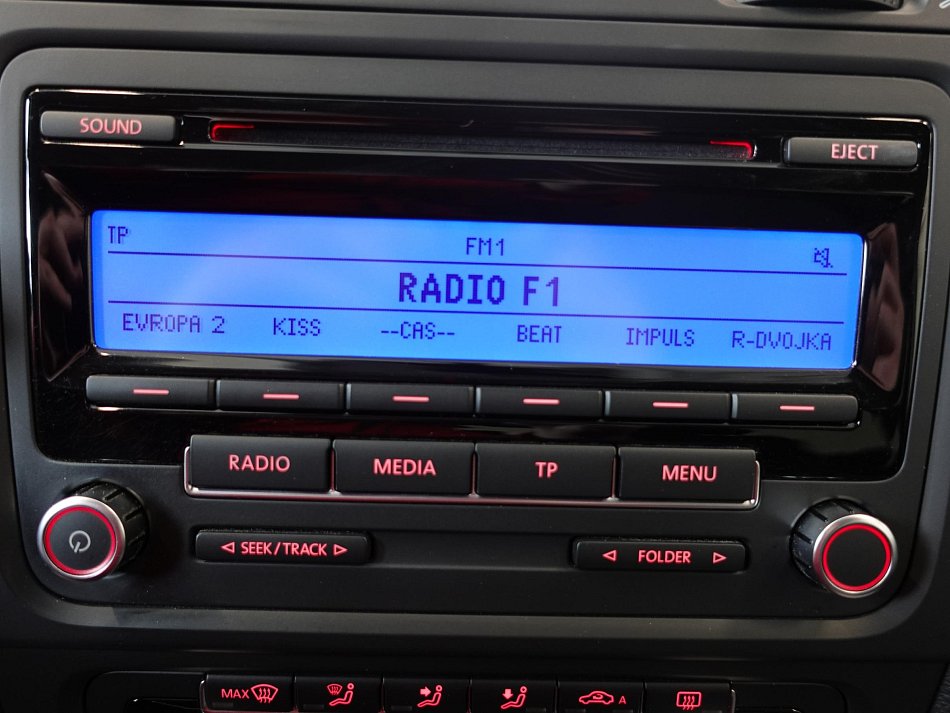 SOUND
EJECT
TP
FM1
RADIO F1
EVROPA 2 KISS --CAS-- BEAT IMPULS R-DVOJKA
RADIO MEDIA TP MENU
SEEK/TRACK FOLDER
MAX A